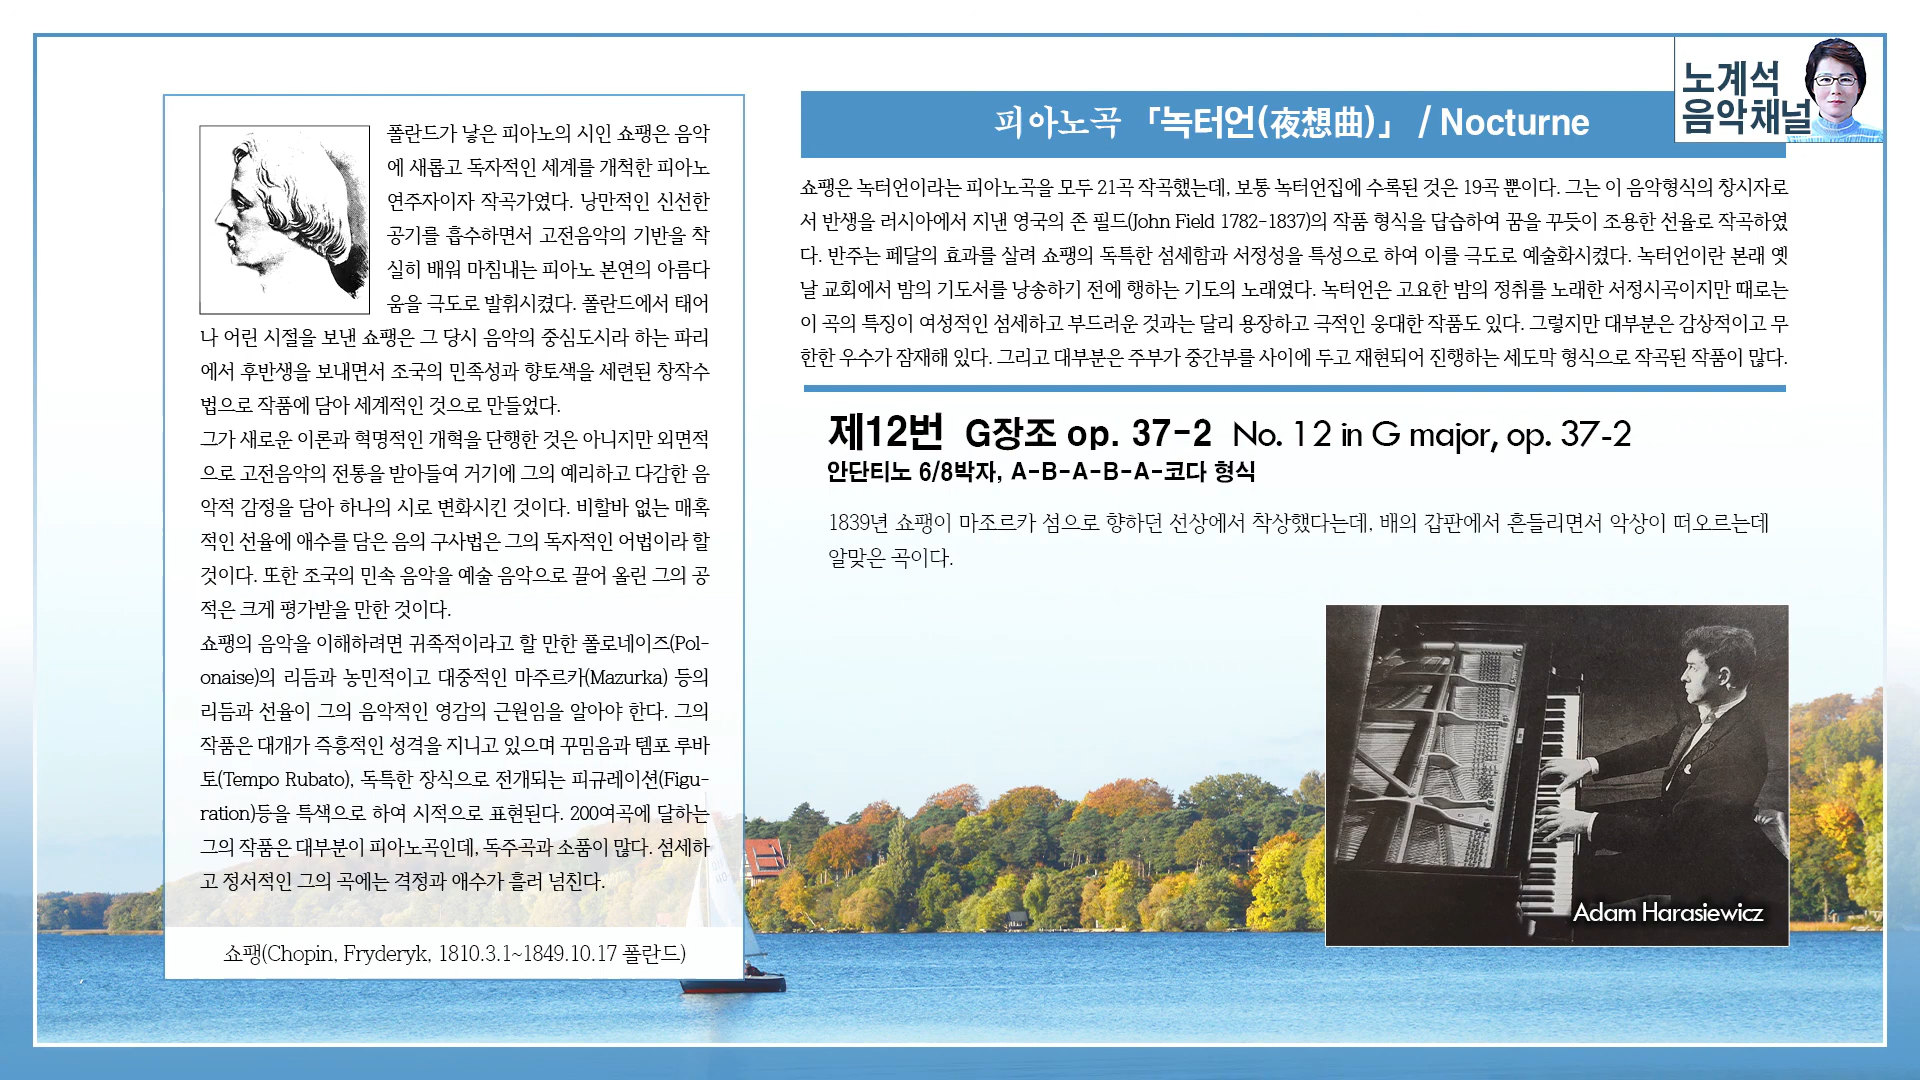 노계석
음악채널
폴란드가 낳은 피아노의 시인 쇼팽은 음악
에 새롭고 독자적인 세계를 개척한 피아노
연주자이자 작곡가였다. 낭만적인 신선한
공기를 흡수하면서 고전음악의 기반을 착
실히 배워 마침내는 피아노 본연의 아름다
움을 극도로 발휘시켰다. 폴란드에서 태어
나 어린 시절을 보낸 쇼팽은 그 당시 음악의 중심도시라 하는 파리
에서 후반생을 보내면서 조국의 민족성과 향토색을 세련된 창작수
법으로 작품에 담아 세계적인 것으로 만들었다.
그가 새로운 이론과 혁명적인 개혁을 단행한 것은 아니지만 외면적
으로 고전음악의 전통을 받아들여 거기에 그의 예리하고 다감한 음
악적 감정을 담아 하나의 시로 변화시킨 것이다. 비할바 없는 매혹
적인 선율에 애수를 담은 음의 구사법은 그의 독자적인 어법이라 할
것이다. 또한 조국의 민속 음악을 예술 음악으로 끌어 올린 그의 공
적은 크게 평가받을 만한 것이다.
쇼팽의 음악을 이해하려면 귀족적이라고 할 만한 폴로네이즈(Pol-
onaise)의 리듬과 농민적이고 대중적인 마주르카(Mazurka) 등의
리듬과 선율이 그의 음악적인 영감의 근원임을 알아야 한다. 그의
작품은 대개가 즉흥적인 성격을 지니고 있으며 꾸밈음과 템포 루바
토(Tempo Rubato), 독특한 장식으로 전개되는 피규레이션(Figu-
ration)등을 특색으로 하여 시적으로 표현된다. 200여곡에 달하는
그의 작품은 대부분이 피아노곡인데, 독주곡과 소품이 많다. 섬세하
고 정서적인 그의 곡에는 격정과 애수가 흘러 넘친다.
쇼팽(Chopin, Fryderyk, 1810.3.1~1849.10.17 폴란드)
피아노곡 「녹터언(夜想曲)」 / Nocturne
쇼팽은 녹터언이라는 피아노곡을 모두 21곡 작곡했는데, 보통 녹터언집에 수록된 것은 19곡 뿐이다. 그는 이 음악형식의 창시자로
서 반생을 러시아에서 지낸 영국의 존 필드(John Field 1782-1837)의 작품 형식을 답습하여 꿈을 꾸듯이 조용한 선율로 작곡하였
다. 반주는 페달의 효과를 살려 쇼팽의 독특한 섬세함과 서정성을 특성으로 하여 이를 극도로 예술화시켰다. 녹터언이란 본래 옛
날 교회에서 밤의 기도서를 낭송하기 전에 행하는 기도의 노래였다. 녹터언은 고요한 밤의 정취를 노래한 서정시곡이지만 때로는
이 곡의 특징이 여성적인 섬세하고 부드러운 것과는 달리 용장하고 극적인 웅대한 작품도 있다. 그렇지만 대부분은 감상적이고 무
한한 우수가 잠재해 있다. 그리고 대부분은 주부가 중간부를 사이에 두고 재현되어 진행하는 세도막 형식으로 작곡된 작품이 많다.
제12번 G장조 op. 37-2 No. 12 in G major, op. 37-2
안단티노 6/8박자, A-B-A-B-A-코다 형식
1839년 쇼팽이 마조르카 섬으로 향하던 선상에서 착상했다는데, 배의 갑판에서 흔들리면서 악상이 떠오르는데
알맞은 곡이다.
Adam Harasiewicz